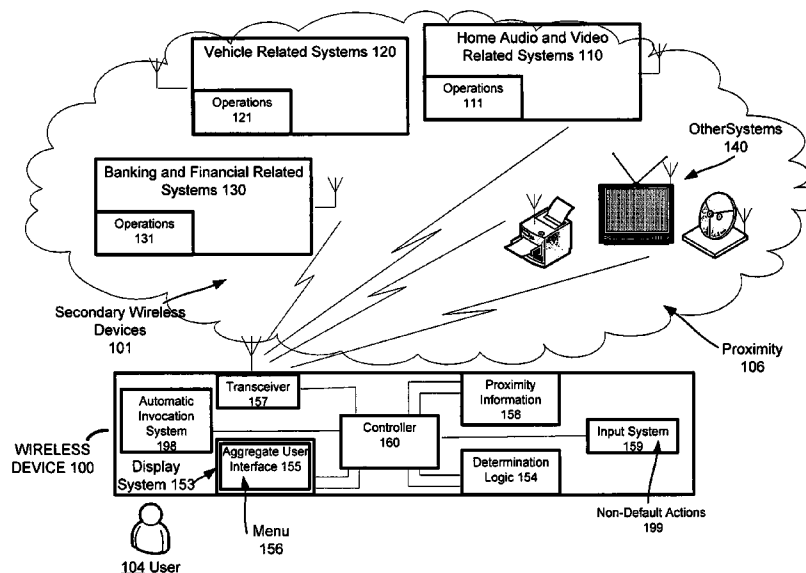 Vehicle Related Systems 120
Operations
121
Home Audio and Video
Related Systems 110
Operations
111
OtherSystems
140
Banking and Financial Related
Systems 130
Operations
131
Secondary Wireless
Devices
101
Proximity
106
Transceiver
157
Automatic
Invocation
System
198
Proximity
Information
158
Controller
160
Input System
159
WIRELESS
DEVICE 100
Display
System 153
Aggregate User
Interface 155
Determination
Logic 154
Menu
156
Non-Default Actions
199
104 User